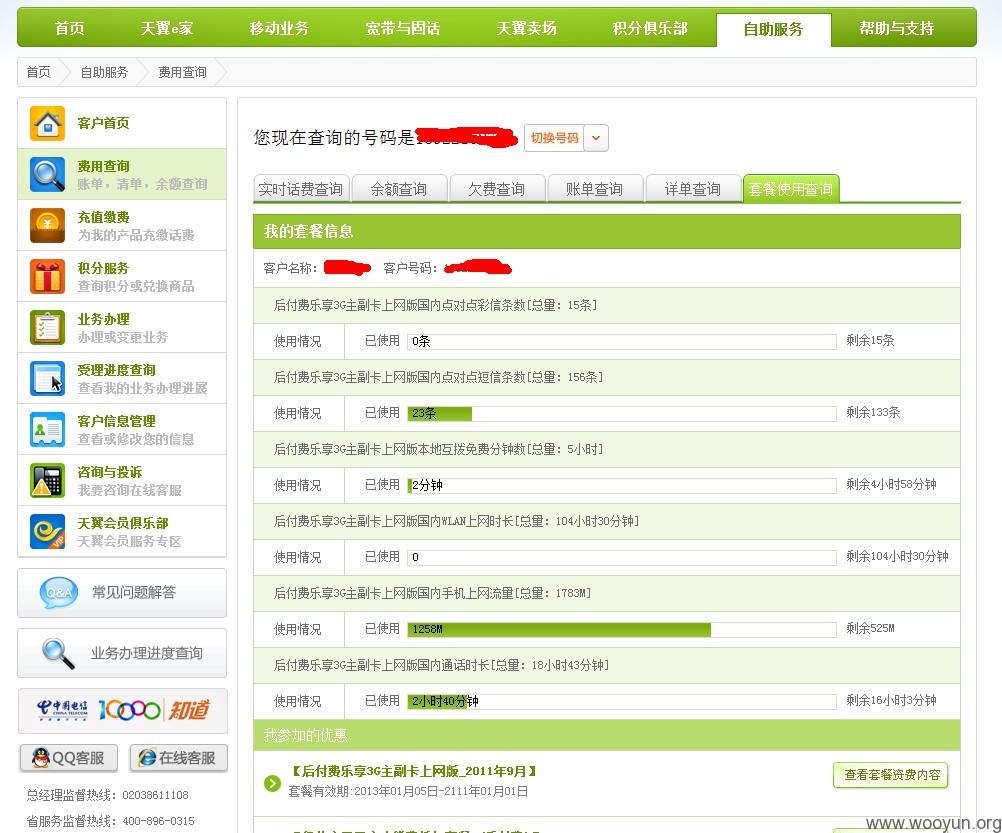 首页 天翼e家 移动业务 宽带与固话 天翼卖场 积分俱乐部 自助服务 帮助与支持
首页 自助服务 费用查询
客户首页
费用查询
账单，清单，余额查询
充值缴费
为我的产品充缴话费
积分服务
查询积分或兑换商品
业务办理
办理或变更业务
受理进度查询
查看我的业务办理进展
客户信息管理
查看或修改您的信息
咨询与投诉
我要咨询在线客服
天翼会员俱乐部
天翼会员服务专区
Q&A 常见问题解答
业务办理进度查询
中国电信 CHINA TELECOM 10000 知道
QQ客服 在线客服
总经理监督热线：02038611108
省服务监督热线：400-896-0315
您现在查询的号码是 切换号码
实时话费查询 余额查询 欠费查询 账单查询 详单查询 套餐使用查询
我的套餐信息
客户名称： 客户号码：
后付费乐享3G主副卡上网版国内点对点彩信条数[总量：15条]
使用情况 已使用 0条 剩余15条
后付费乐享3G主副卡上网版国内点对点短信条数[总量：156条]
使用情况 已使用 23条 剩余133条
后付费乐享3G主副卡上网版本地互拨免费分钟数[总量：5小时]
使用情况 已使用 2分钟 剩余4小时58分钟
后付费乐享3G主副卡上网版国内WLAN上网时长[总量：104小时30分钟]
使用情况 已使用 0 剩余104小时30分钟
后付费乐享3G主副卡上网版国内手机上网流量[总量：1783M]
使用情况 已使用 1258M 剩余525M
后付费乐享3G主副卡上网版国内通话时长[总量：18小时43分钟]
使用情况 已使用 2小时40分钟 剩余16小时3分钟
我参加的优惠
【后付费乐享3G主副卡上网版_2011年9月】
套餐有效期:2013年01月05日-2111年01月01日
查看套餐资费内容
www.wooyun.org